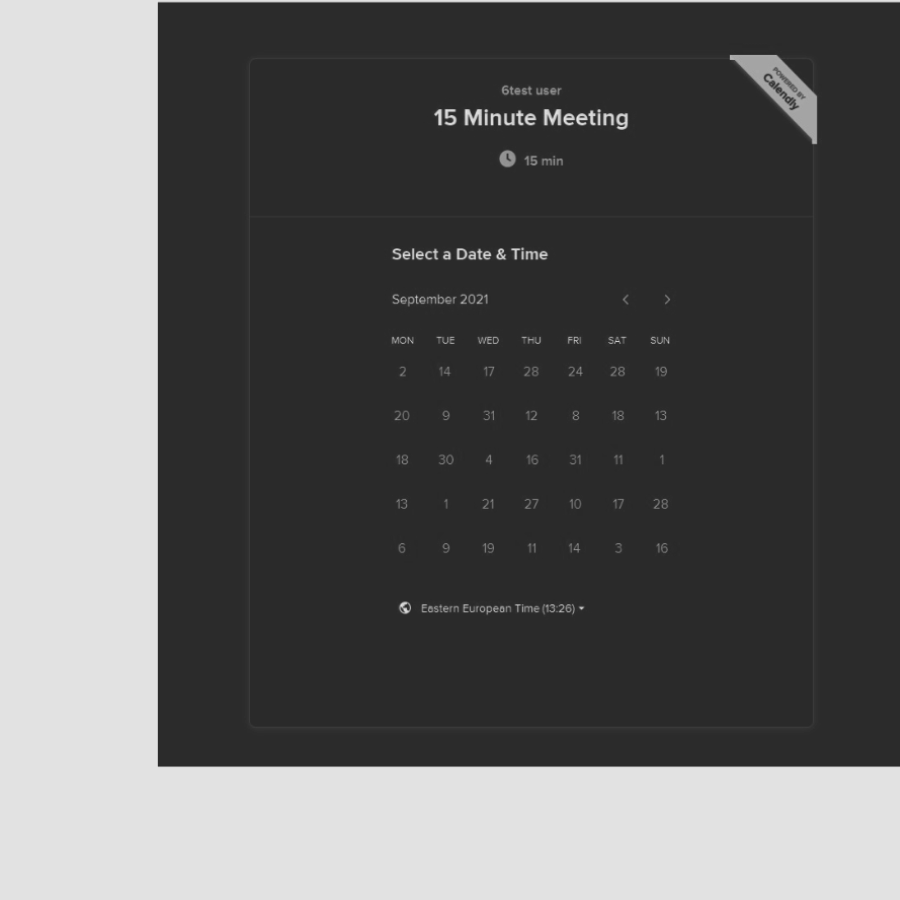 POWERED BY
Calendly
6test user
15 Minute Meeting
15 min
Select a Date & Time
September 2021
MON TUE WED THU FRI SAT SUN
2 14 17 28 24 28 19
20 9 31 12 8 18 13
18 30 4 16 31 11 1
13 1 21 27 10 17 28
6 9 19 11 14 3 16
Eastern European Time (13:26)